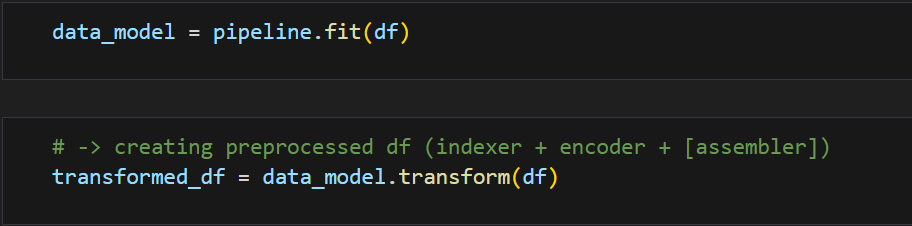 data_model = pipeline.fit(df)
# -> creating preprocessed df (indexer + encoder + [assembler])
transformed_df = data_model.transform(df)